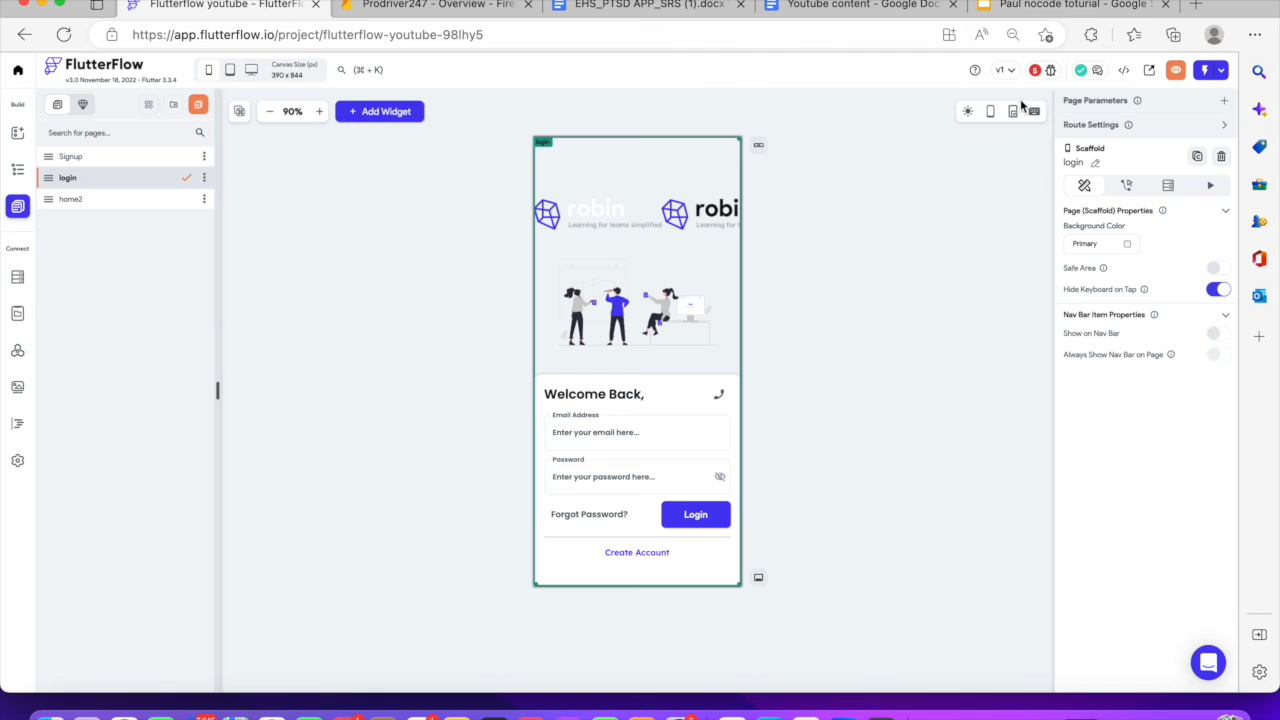 Flutterflow youtube - FlutterFl
Prodriver247 - Overview - Fire
EHS_PTSD APP_SRS (1).docx
Youtube content - Google Doc
Paul nocode toturial - Google S
https://app.flutterflow.io/project/flutterflow-youtube-98lhy5
FlutterFlow
v3.0 November 18, 2022 - Flutter 3.3.4
Canvas Size (px)
390 x 844
(⌘ + K)
v1
5
Build
Search for pages...
90%
+ Add Widget
Page Parameters
Route Settings
Signup
login
home2
Connect
login
Scaffold
login
Page (Scaffold) Properties
Background Color
Primary
Safe Area
Hide Keyboard on Tap
Nav Bar Item Properties
Show on Nav Bar
Always Show Nav Bar on Page
robin
Learning for teams simplified
robi
Learning for t
Welcome Back,
Email Address
Enter your email here...
Password
Enter your password here...
Forgot Password?
Login
Create Account